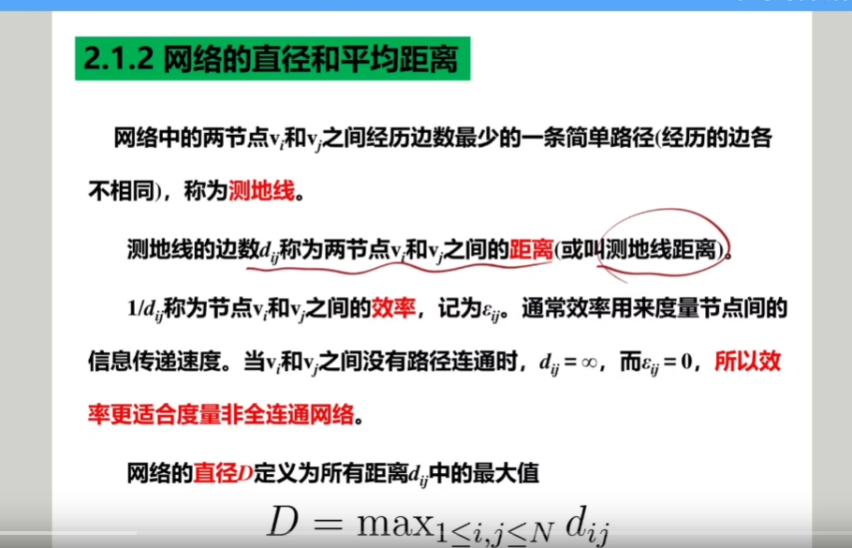 2.1.2 网络的直径和平均距离
网络中的两节点vi和vj之间经历边数最少的一条简单路径(经历的边各
不相同)，称为测地线。
测地线的边数dij称为两节点vi和vj之间的距离(或叫测地线距离)。
1/dij称为节点vi和vj之间的效率，记为εij。通常效率用来度量节点间的
信息传递速度。当vi和vj之间没有路径连通时，dij = ∞，而εij = 0，所以效
率更适合度量非全连通网络。
网络的直径D定义为所有距离dij中的最大值
D = max1≤i,j≤N dij